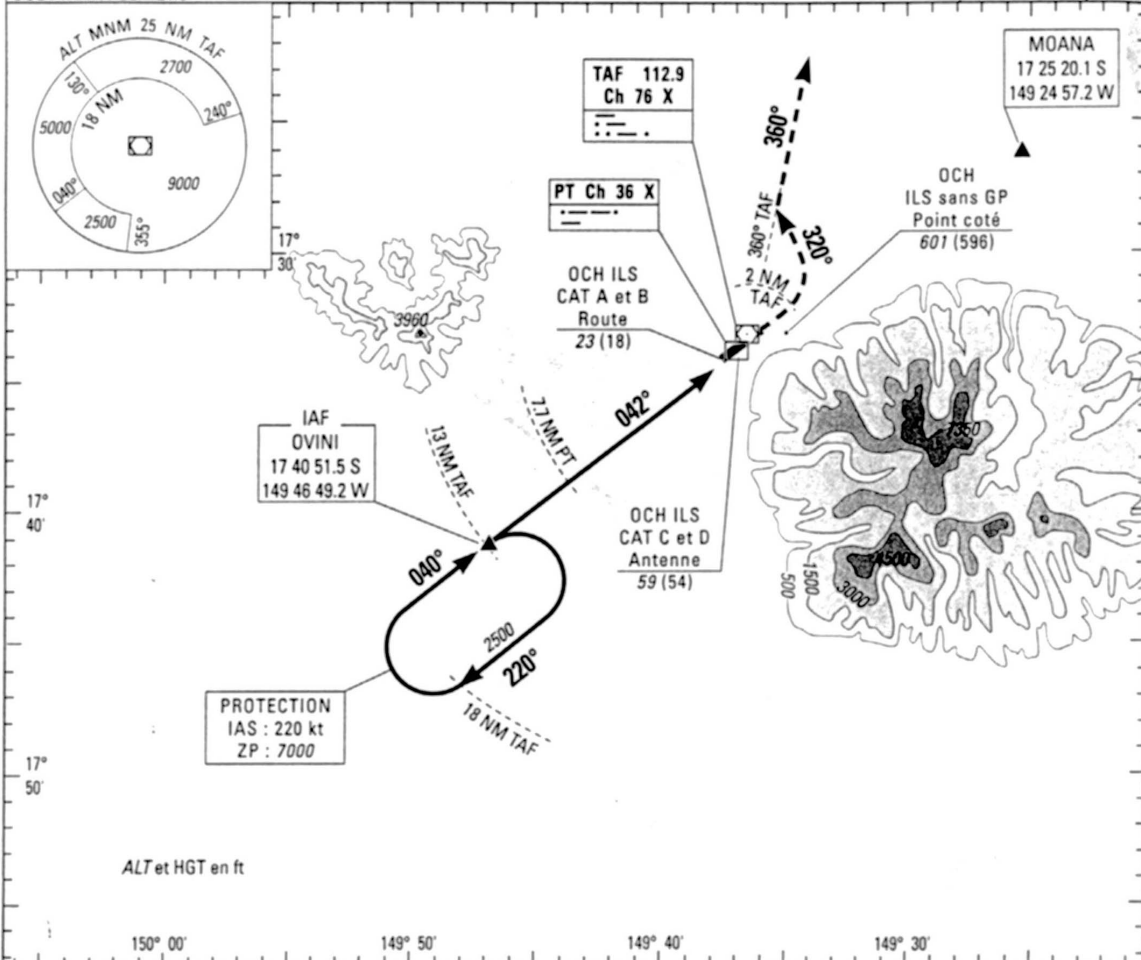 ALT MNM 25 NM TAF
2700
130°
18 NM
240°
5000
9000
040°
2500
355°
TAF 112.9
Ch 76 X
PT Ch 36 X
MOANA
17 25 20.1 S
149 24 57.2 W
360°
360° TAF
320°
2 NM
TAF
OCH
ILS sans GP
Point coté
601 (596)
17°
30'
3960
OCH ILS
CAT A et B
Route
23 (18)
042°
7.7 NM PT
13 NM TAF
IAF
OVINI
17 40 51.5 S
149 46 49.2 W
17°
40'
7350
OCH ILS
CAT C et D
Antenne
59 (54)
4500
3000
1500
500
040°
2500
220°
18 NM TAF
PROTECTION
IAS : 220 kt
ZP : 7000
17°
50'
ALT et HGT en ft
150° 00'
149° 50'
149° 40'
149° 30'